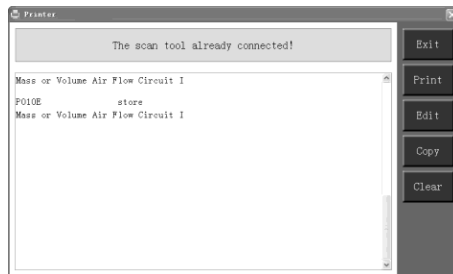 Printer
The scan tool already connected!
Exit
Mass or Volume Air Flow Circuit I
Print
P010E store
Mass or Volume Air Flow Circuit I
Edit
Copy
Clear